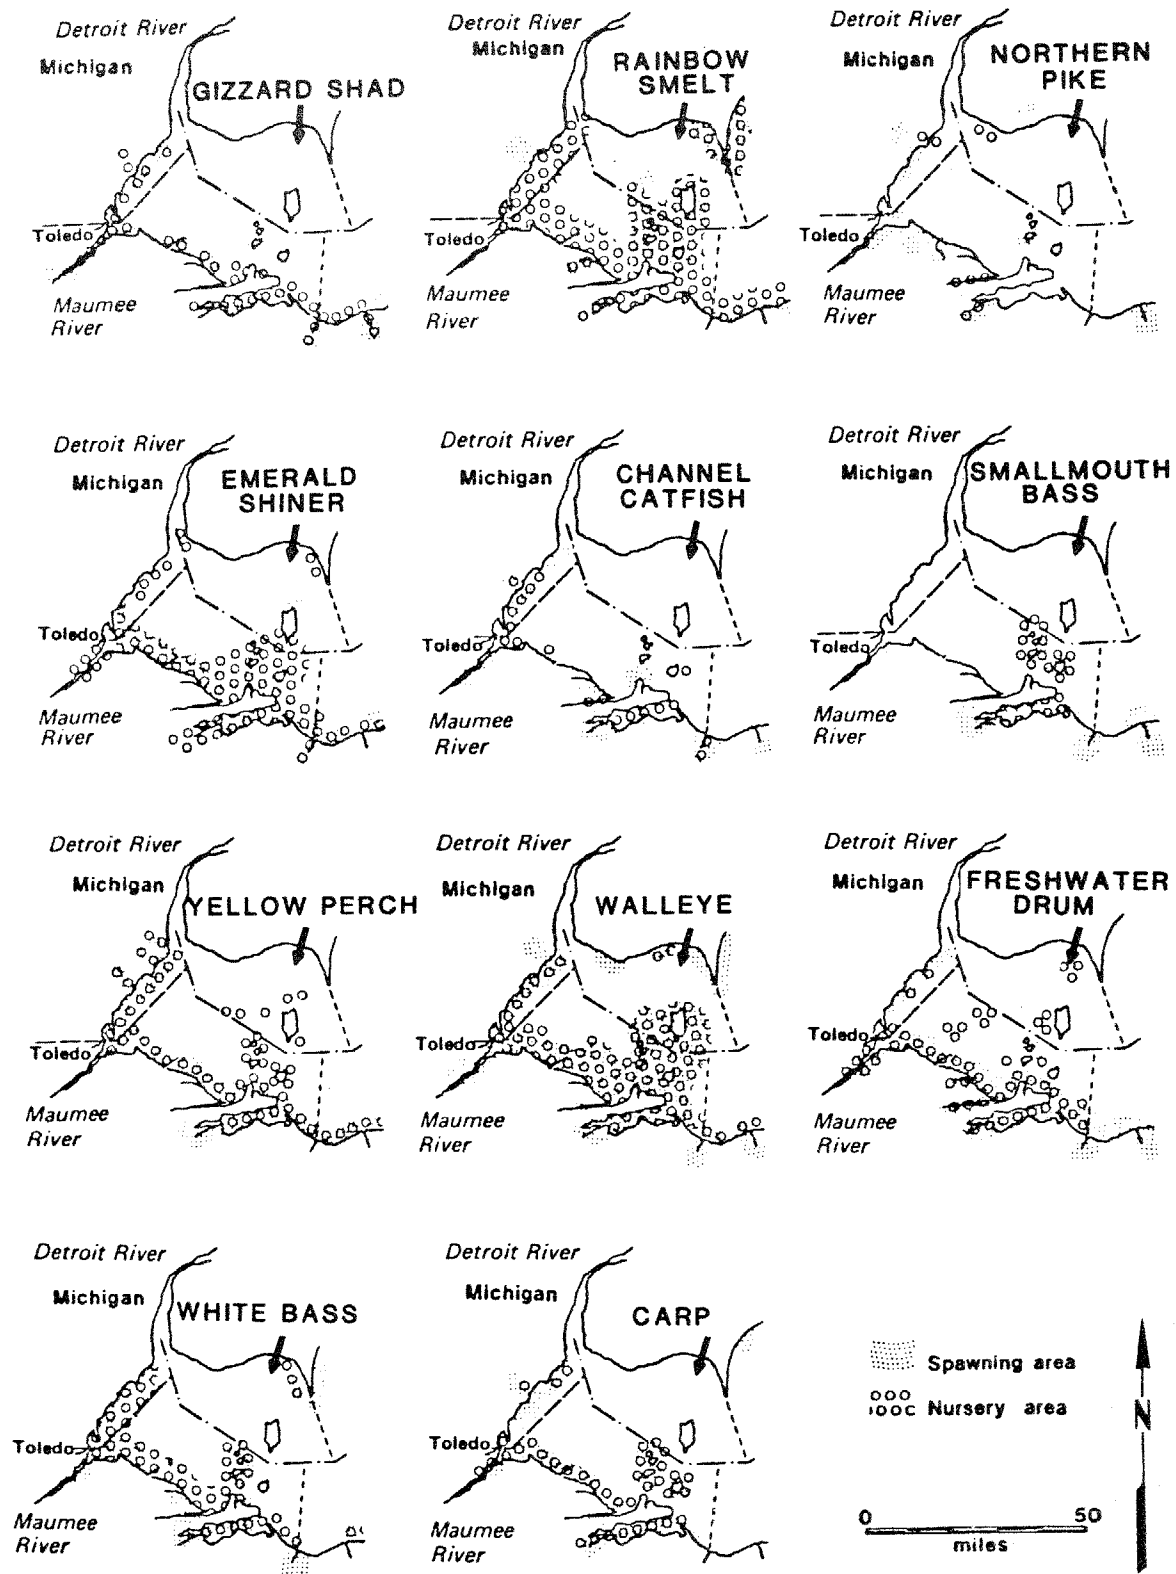 Detroit River
Michigan
GIZZARD SHAD
Toledo
Maumee
River
Detroit River
Michigan
RAINBOW
SMELT
Toledo
Maumee
River
Detroit River
Michigan
NORTHERN
PIKE
Toledo
Maumee
River
Detroit River
Michigan
EMERALD
SHINER
Toledo
Maumee
River
Detroit River
Michigan
CHANNEL
CATFISH
Toledo
Maumee
River
Detroit River
Michigan
SMALLMOUTH
BASS
Toledo
Maumee
River
Detroit River
Michigan
YELLOW PERCH
Toledo
Maumee
River
Detroit River
Michigan
WALLEYE
Toledo
Maumee
River
Detroit River
Michigan
FRESHWATER
DRUM
Toledo
Maumee
River
Detroit River
Michigan
WHITE BASS
Toledo
Maumee
River
Detroit River
Michigan
CARP
Toledo
Maumee
River
Spawning area
Nursery area
N
0 50
miles